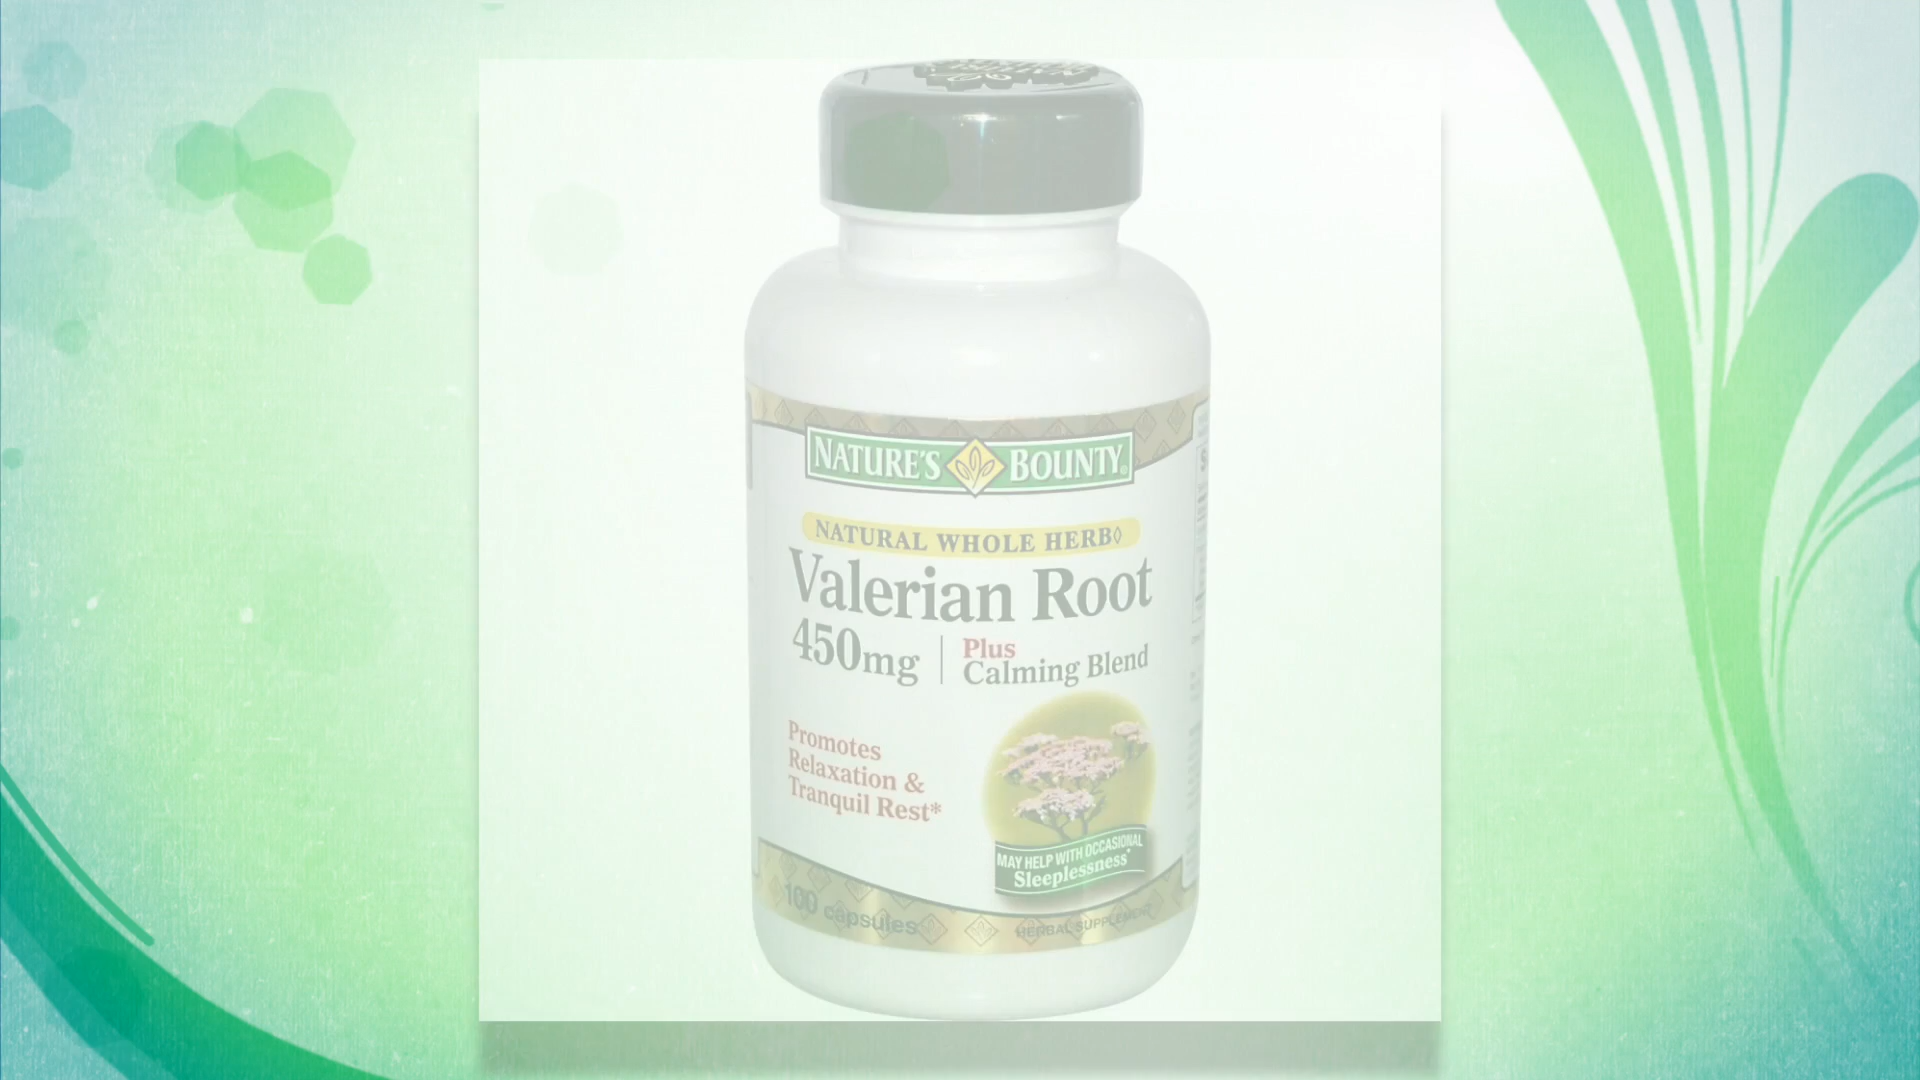 NATURE'S BOUNTY®
NATURAL WHOLE HERB◊
Valerian Root
450mg
Plus
Calming Blend
Promotes
Relaxation &
Tranquil Rest*
MAY HELP WITH OCCASIONAL
Sleeplessness*
100 capsules
HERBAL SUPPLEMENT